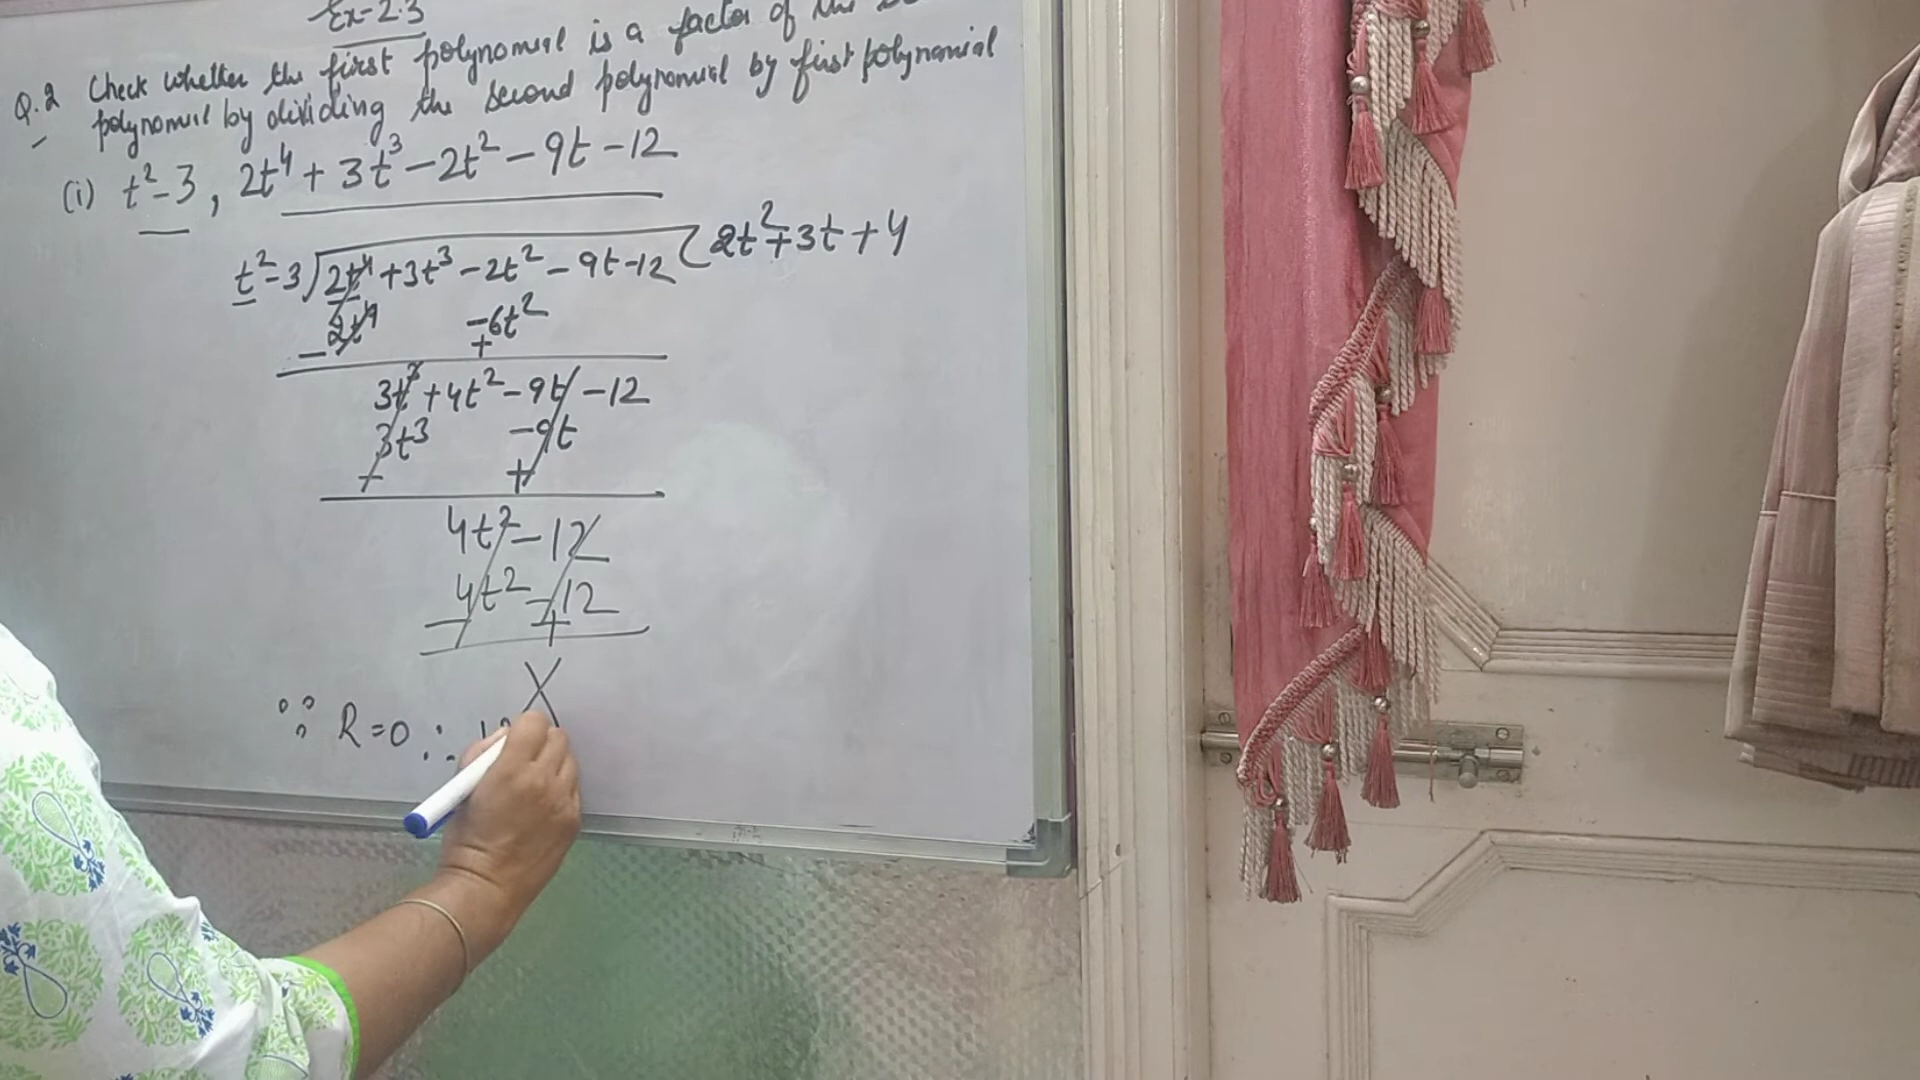 Ex-2.3
Q.2 Check whether the first polynomial is a factor of the
polynomial by dividing the second polynomial by first polynomial
(i) t²-3, 2t⁴+3t³-2t²-9t-12
t²-3)2t⁴+3t³-2t²-9t-12(2t²+3t+4
2t⁴ -6t²
- +
3t³+4t²-9t-12
3t³ -9t
- +
4t²-12
4t²-12
- +
X
∵ R=0 ∴